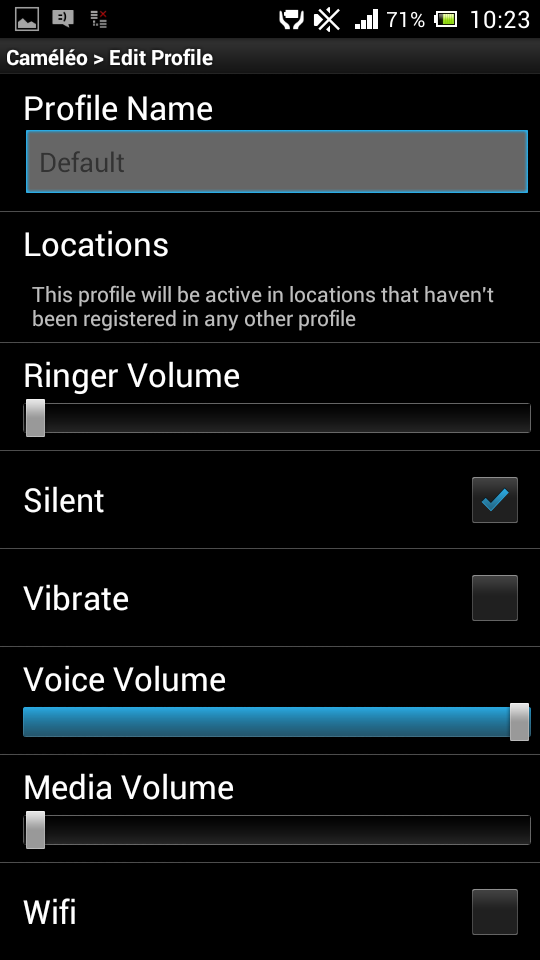 71% 10:23
Caméléo > Edit Profile
Profile Name
Default
Locations
This profile will be active in locations that haven't
been registered in any other profile
Ringer Volume
Silent
Vibrate
Voice Volume
Media Volume
Wifi